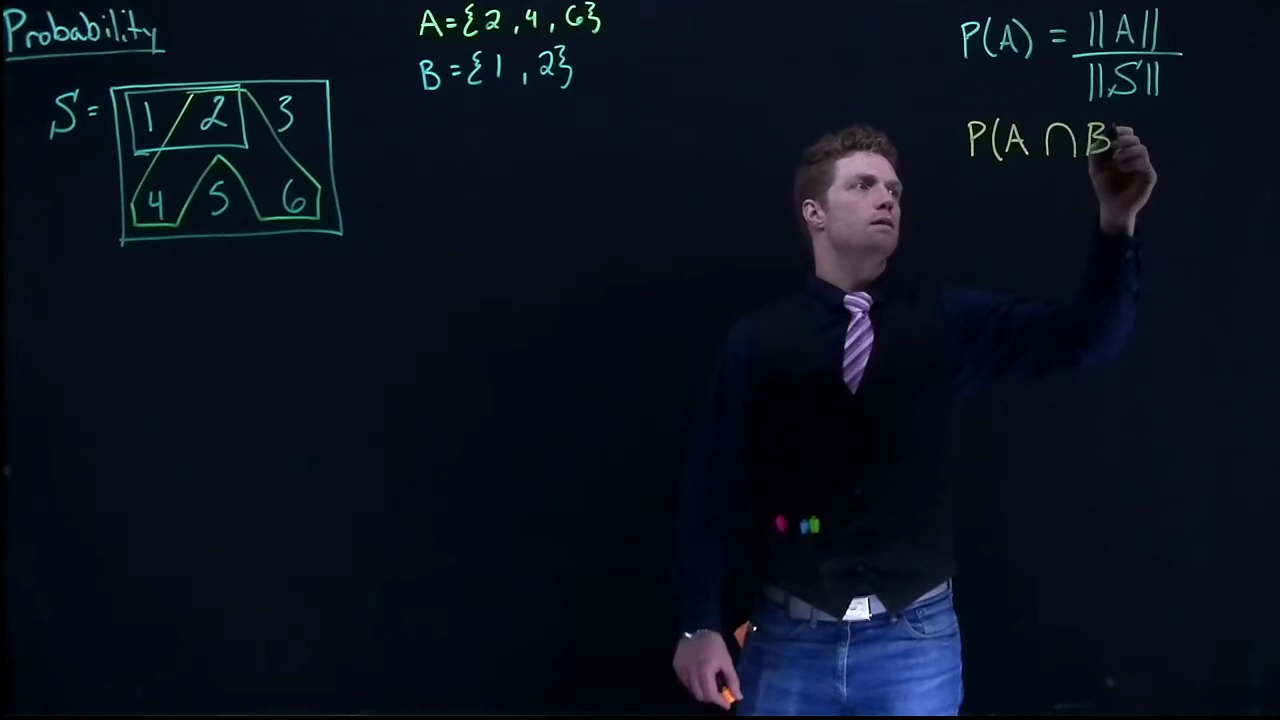 Probability
S = 1 2 3
4 5 6
A={2,4,6}
B={1,2}
P(A) = ||A||
||S||
P(A ∩ B